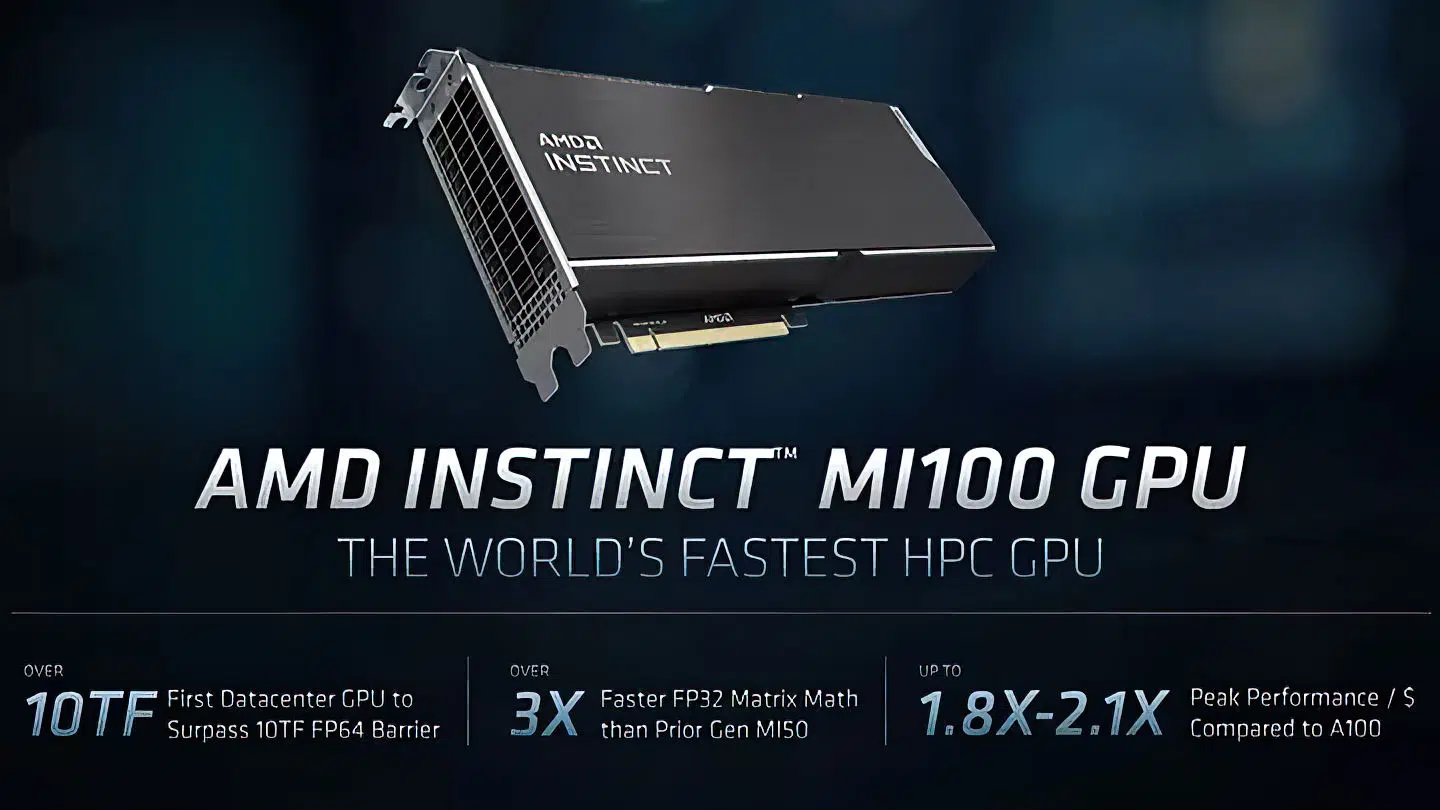 AMD
INSTINCT
AMD
AMD INSTINCT™ MI100 GPU
THE WORLD'S FASTEST HPC GPU
OVER
10TF
First Datacenter GPU to
Surpass 10TF FP64 Barrier
OVER
3X
Faster FP32 Matrix Math
than Prior Gen MI50
UP TO
1.8X-2.1X
Peak Performance / $
Compared to A100